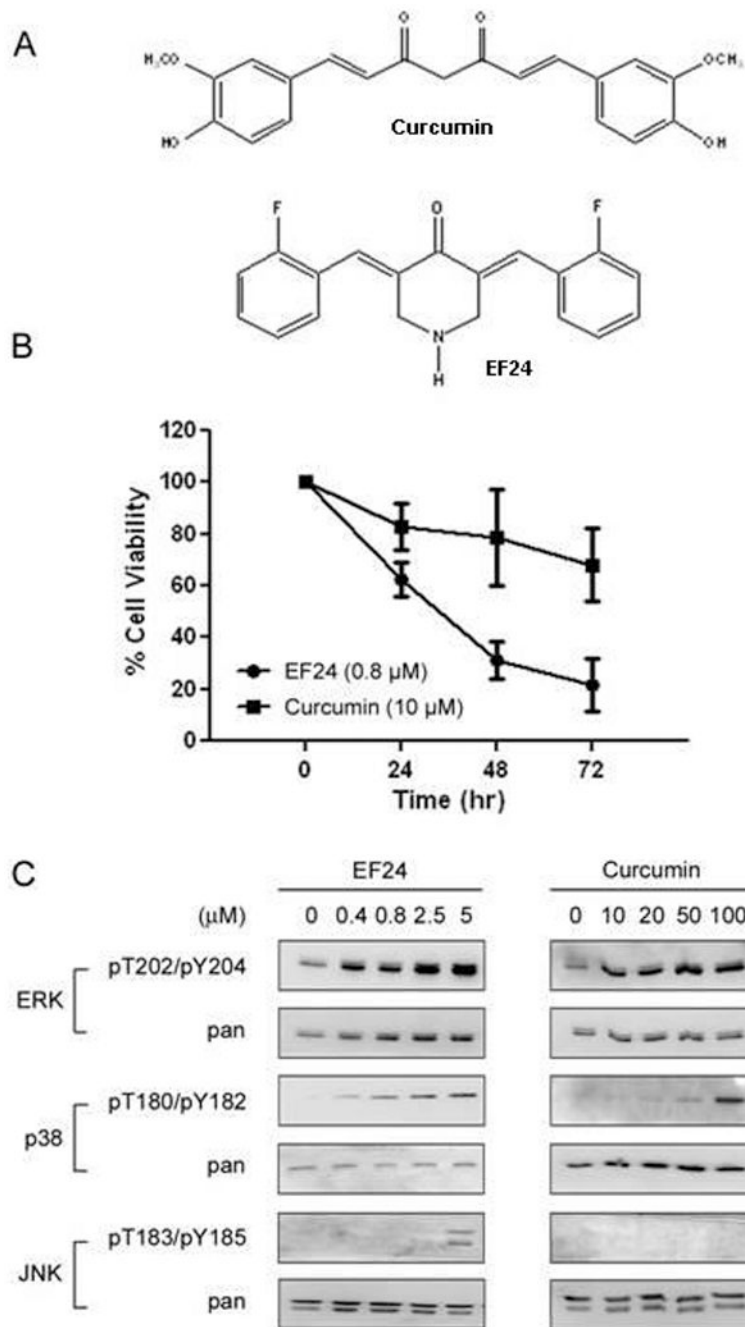 A
O O
H₃CO OCH₃
Curcumin
HO OH
F O F
N
H
EF24
B
120
100
80
60
40
20
0
% Cell Viability
EF24 (0.8 µM)
Curcumin (10 µM)
0 24 48 72
Time (hr)
C
EF24 Curcumin
(µM) 0 0.4 0.8 2.5 5 0 10 20 50 100
ERK
pT202/pY204
pan
p38
pT180/pY182
pan
JNK
pT183/pY185
pan